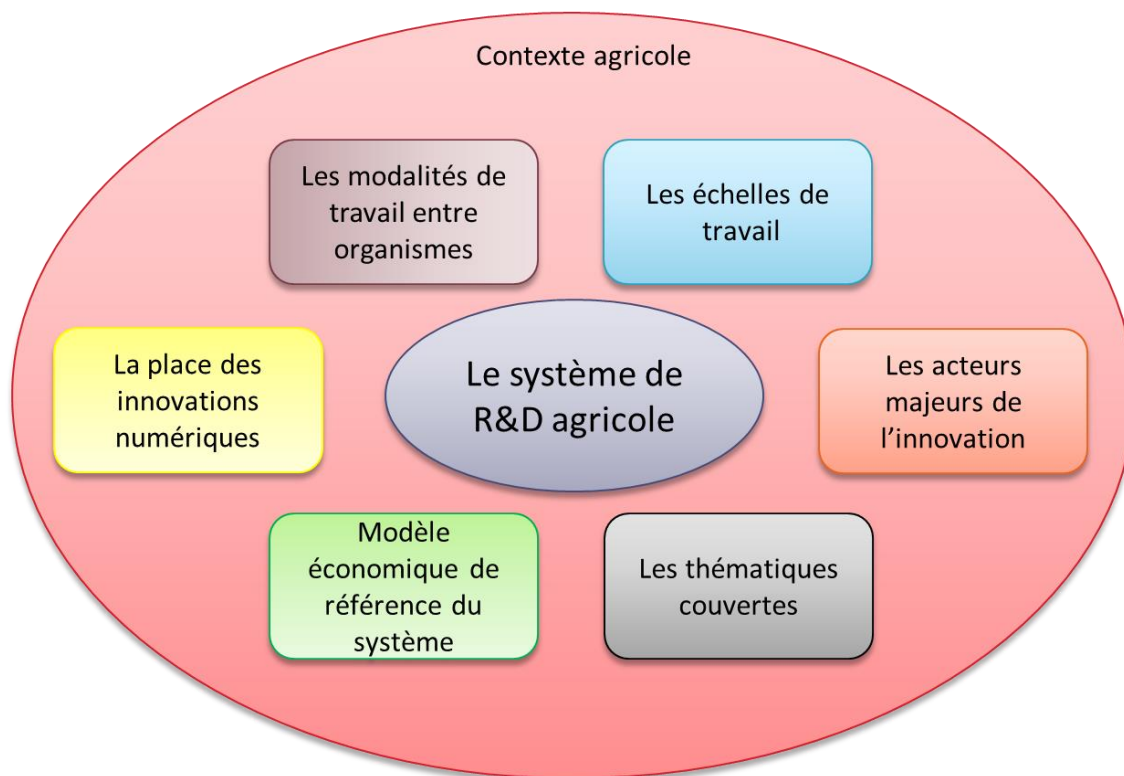 Contexte agricole
Les modalités de
travail entre
organismes
Les échelles de
travail
La place des
innovations
numériques
Le système de
R&D agricole
Les acteurs
majeurs de
l'innovation
Modèle
économique de
référence du
système
Les thématiques
couvertes